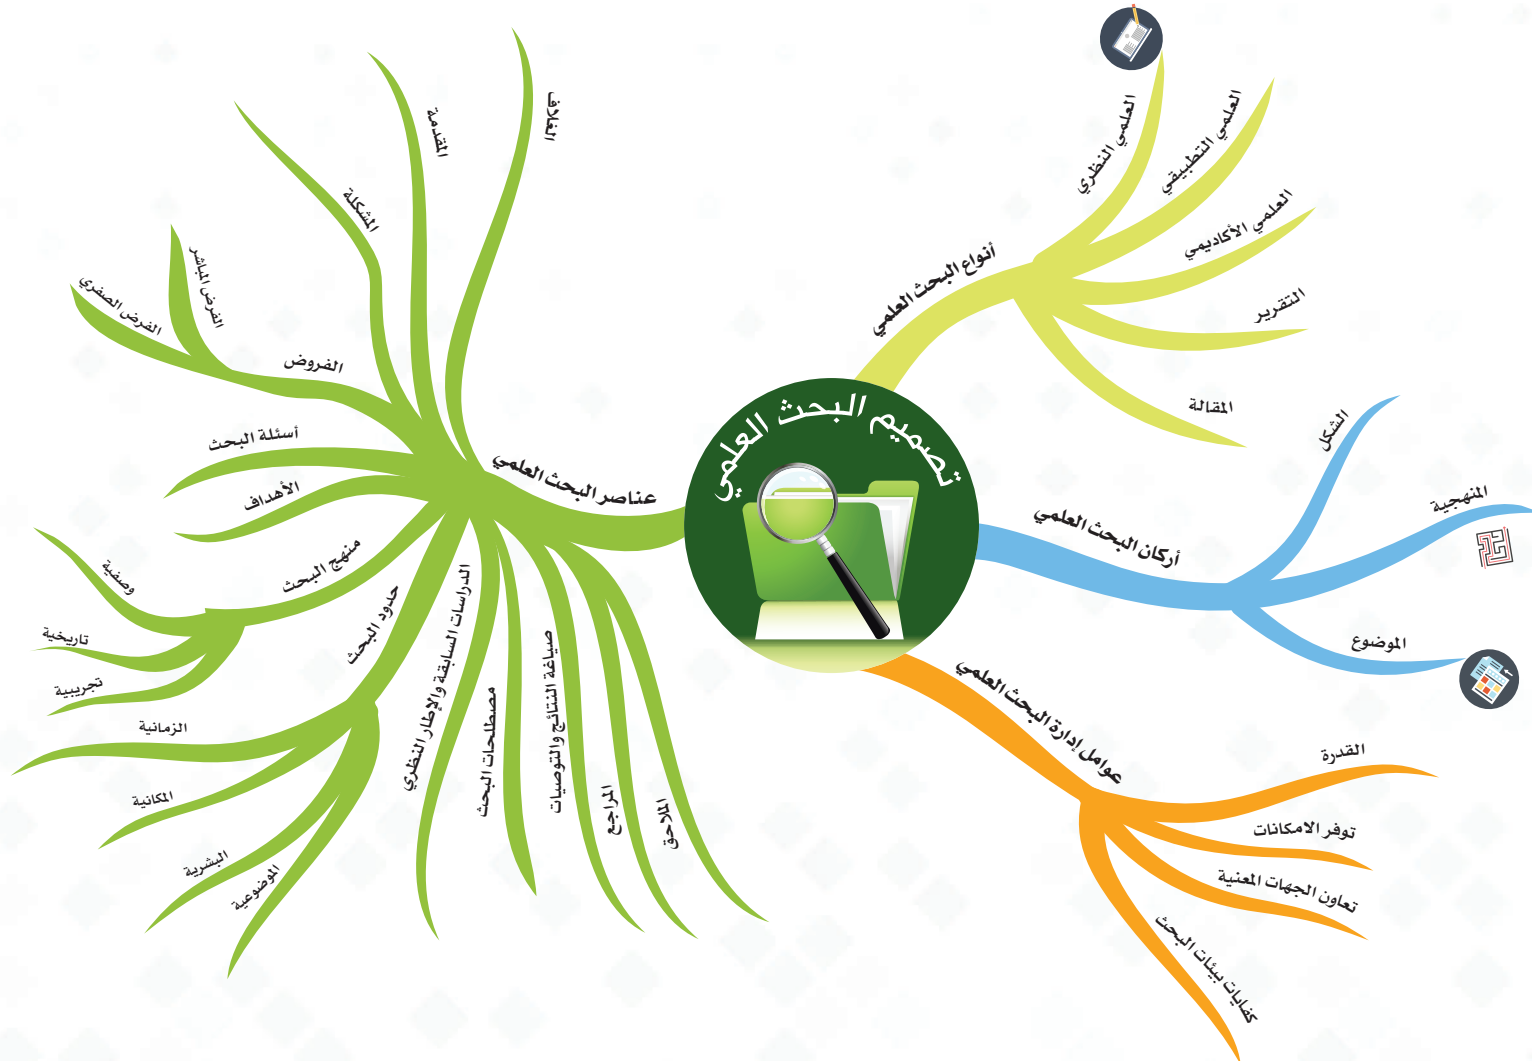 تصميم البحث العلمي
أنواع البحث العلمي
العلمي النظري
العلمي التطبيقي
العلمي الأكاديمي
التقرير
المقالة
أركان البحث العلمي
الشكل
المنهجية
الموضوع
عوامل إدارة البحث العلمي
القدرة
توفر الامكانات
تعاون الجهات المعنية
كفايات بيئات البحث
عناصر البحث العلمي
الغلاف
المقدمة
المشكلة
الفروض
الفرض المباشر
الفرض الصفري
أسئلة البحث
الأهداف
منهج البحث
وصفية
تاريخية
تجريبية
حدود البحث
الزمانية
المكانية
البشرية
الموضوعية
الدراسات السابقة والإطار النظري
مصطلحات البحث
صياغة النتائج والتوصيات
المراجع
الملاحق